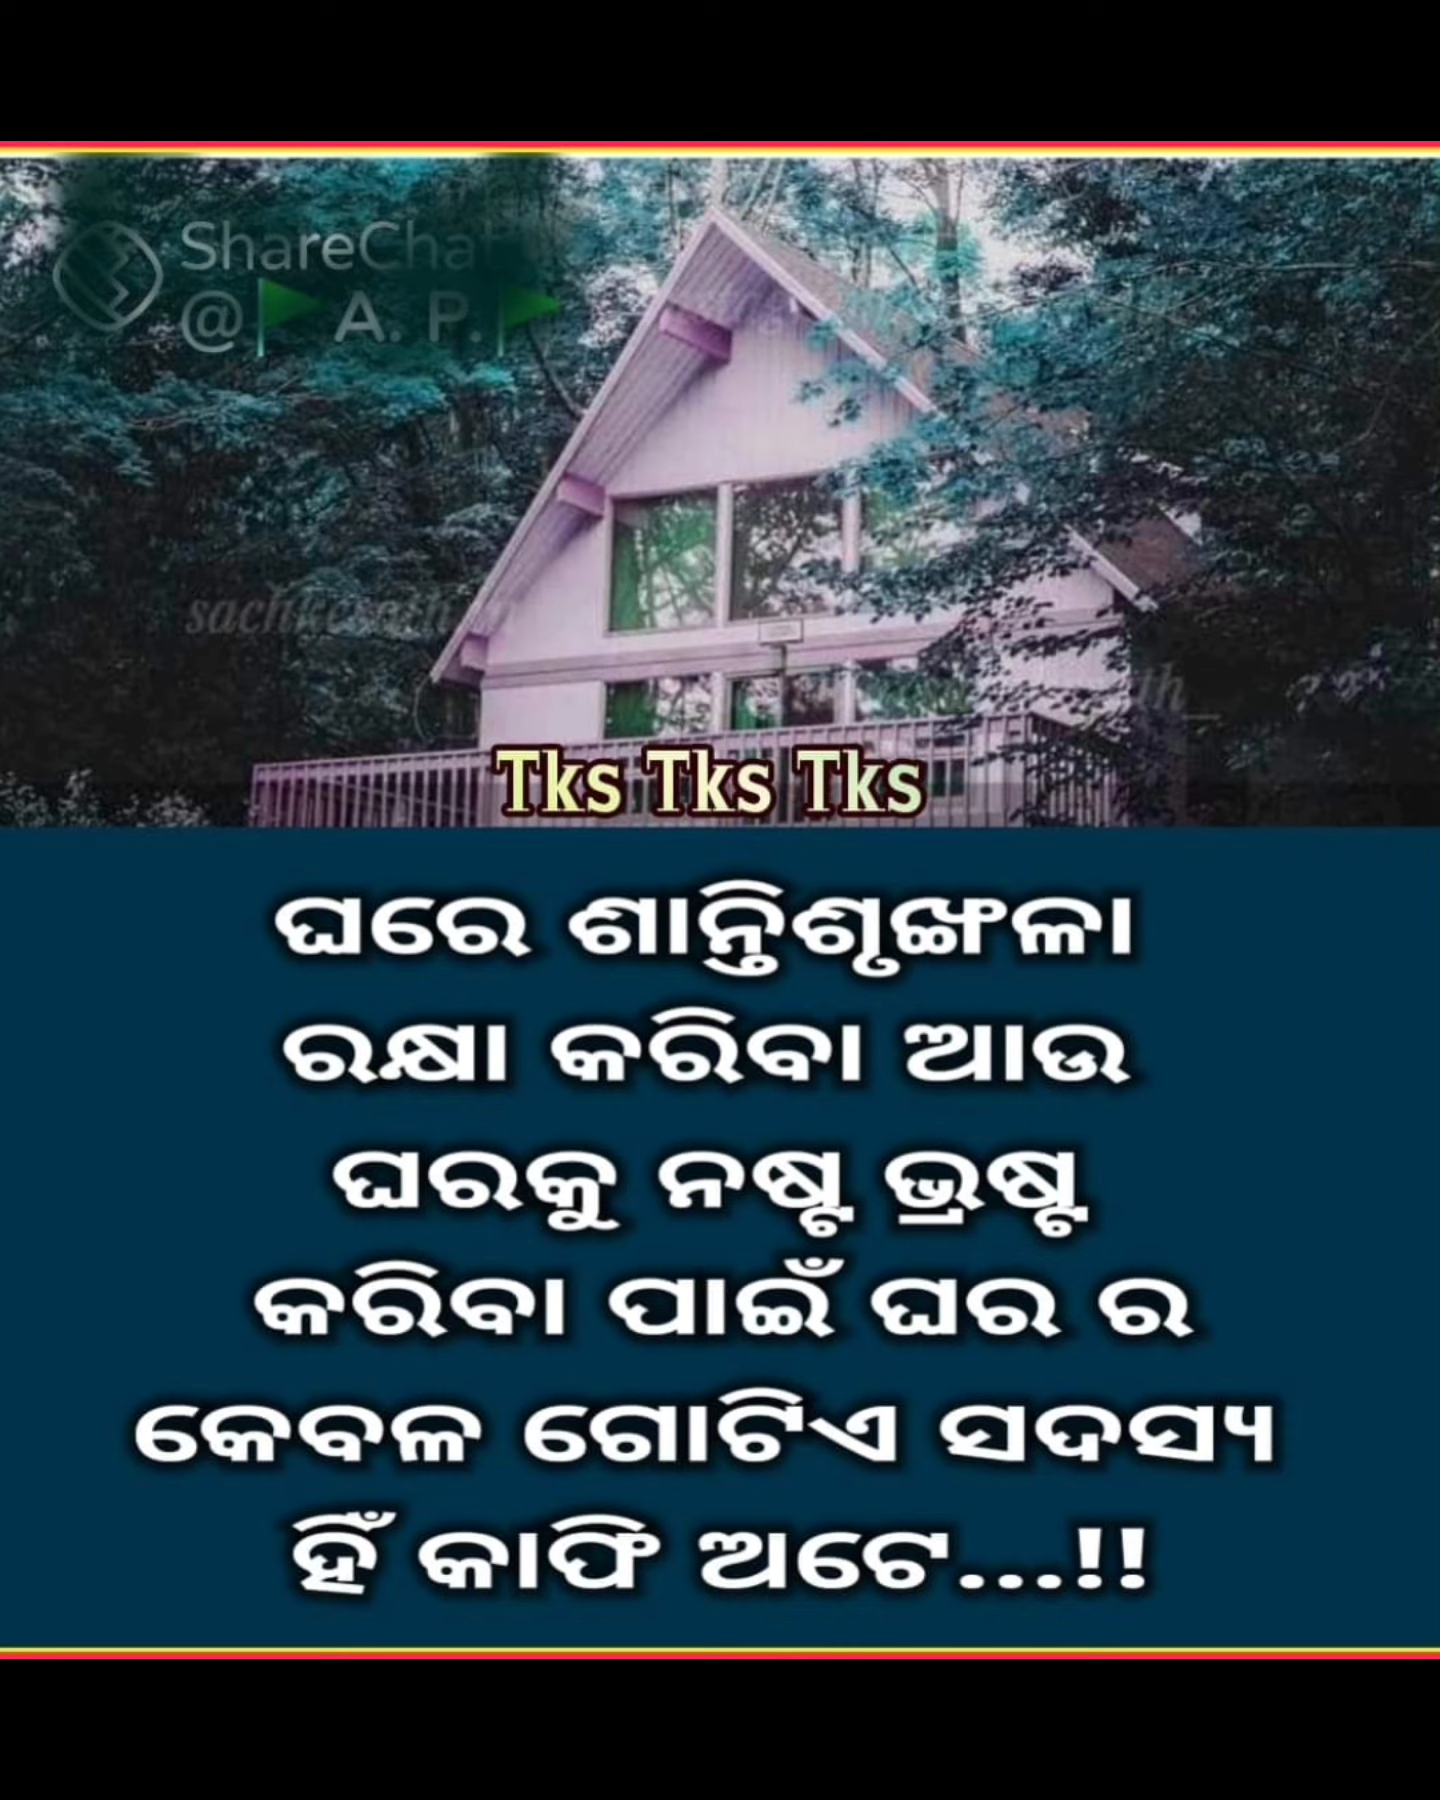 ShareChat
@ A. P.
Tks Tks Tks
ଘରେ ଶାନ୍ତିଶୃଙ୍ଖଳା
ରକ୍ଷା କରିବା ଆଉ
ଘରକୁ ନଷ୍ଟ ଭ୍ରଷ୍ଟ
କରିବା ପାଇଁ ଘର ର
କେବଳ ଗୋଟିଏ ସଦସ୍ୟ
ହିଁ କାଫି ଅଟେ...!!